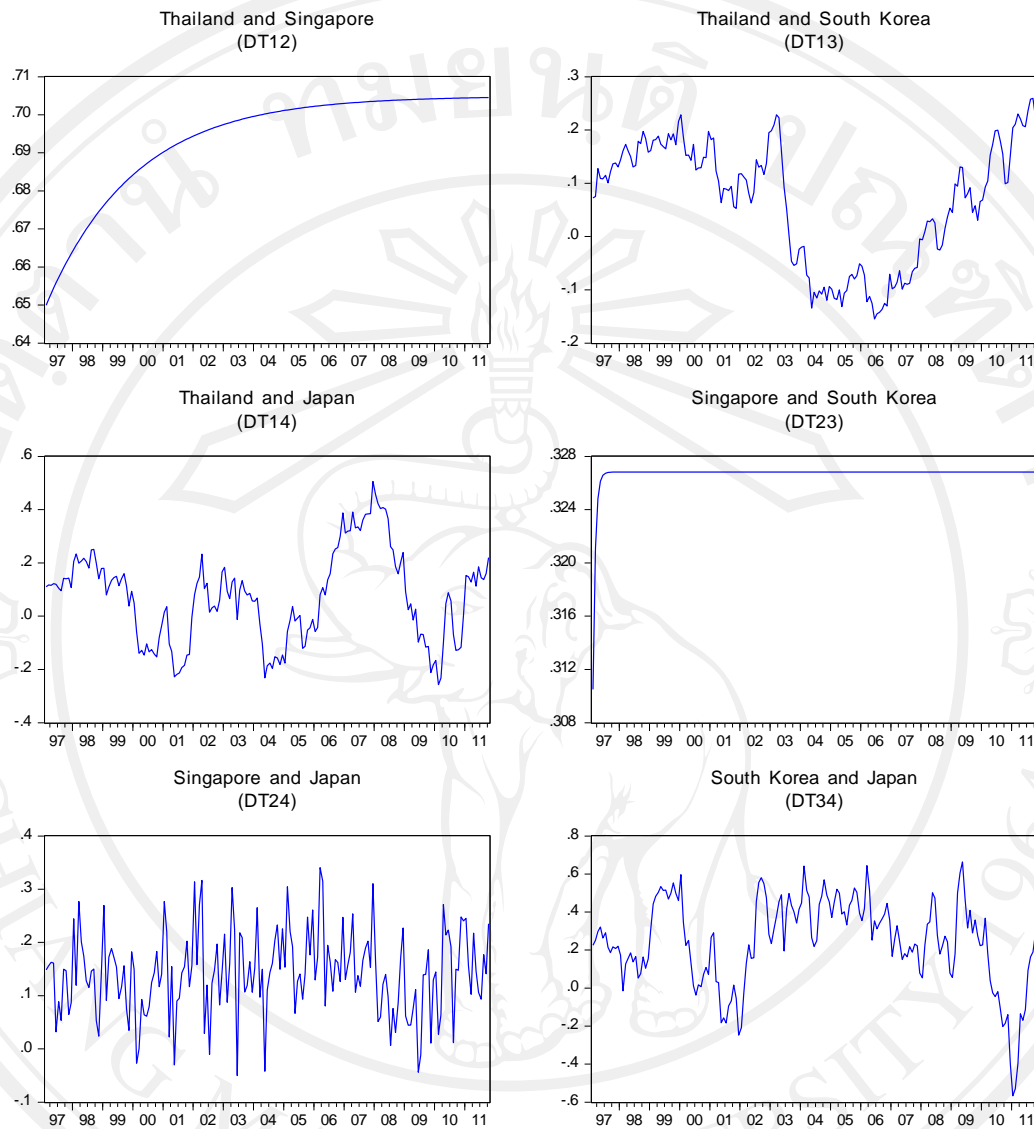 Thailand and Singapore
(DT12)
.71
.70
.69
.68
.67
.66
.65
.64
97 98 99 00 01 02 03 04 05 06 07 08 09 10 11
Thailand and South Korea
(DT13)
.3
.2
.1
.0
-.1
-.2
97 98 99 00 01 02 03 04 05 06 07 08 09 10 11
Thailand and Japan
(DT14)
.6
.4
.2
.0
-.2
-.4
97 98 99 00 01 02 03 04 05 06 07 08 09 10 11
Singapore and South Korea
(DT23)
.328
.324
.320
.316
.312
.308
97 98 99 00 01 02 03 04 05 06 07 08 09 10 11
Singapore and Japan
(DT24)
.4
.3
.2
.1
.0
-.1
97 98 99 00 01 02 03 04 05 06 07 08 09 10 11
South Korea and Japan
(DT34)
.8
.6
.4
.2
.0
-.2
-.4
-.6
97 98 99 00 01 02 03 04 05 06 07 08 09 10 11